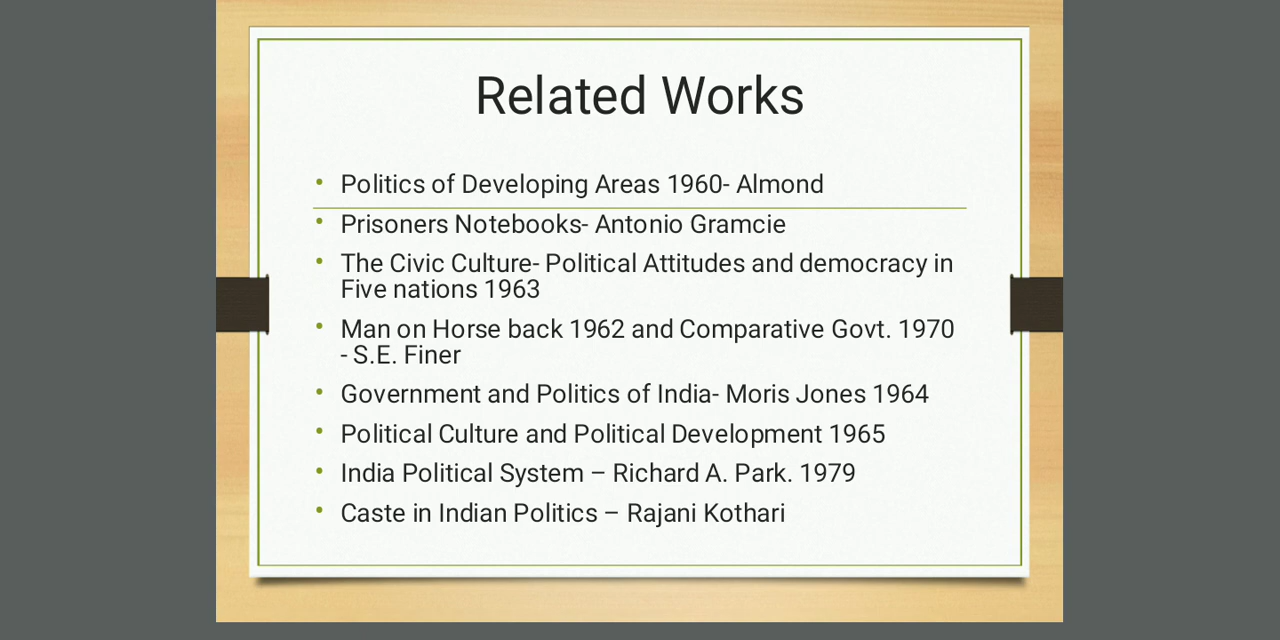 Related Works
• Politics of Developing Areas 1960- Almond
• Prisoners Notebooks- Antonio Gramcie
• The Civic Culture- Political Attitudes and democracy in
Five nations 1963
• Man on Horse back 1962 and Comparative Govt. 1970
- S.E. Finer
• Government and Politics of India- Moris Jones 1964
• Political Culture and Political Development 1965
• India Political System – Richard A. Park. 1979
• Caste in Indian Politics – Rajani Kothari